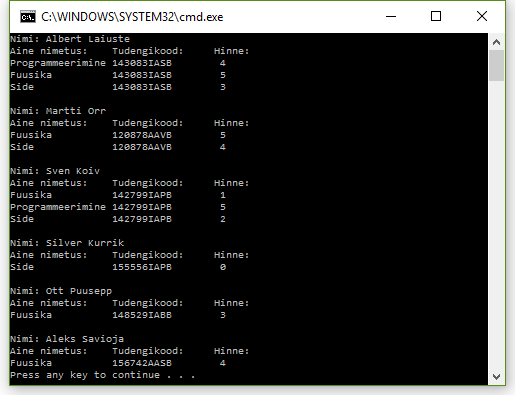 C:\WINDOWS\SYSTEM32\cmd.exe
Nimi: Albert Laiuste
Aine nimetus: Tudengikood: Hinne:
Programmeerimine 143083IASB 4
Fuusika 143083IASB 5
Side 143083IASB 3
Nimi: Martti Orr
Aine nimetus: Tudengikood: Hinne:
Fuusika 120878AAVB 5
Side 120878AAVB 4
Nimi: Sven Koiv
Aine nimetus: Tudengikood: Hinne:
Fuusika 142799IAPB 1
Programmeerimine 142799IAPB 5
Side 142799IAPB 2
Nimi: Silver Kurrik
Aine nimetus: Tudengikood: Hinne:
Side 155556IAPB 0
Nimi: Ott Puusepp
Aine nimetus: Tudengikood: Hinne:
Fuusika 148529IABB 3
Nimi: Aleks Savioja
Aine nimetus: Tudengikood: Hinne:
Fuusika 156742AASB 4
Press any key to continue . . .